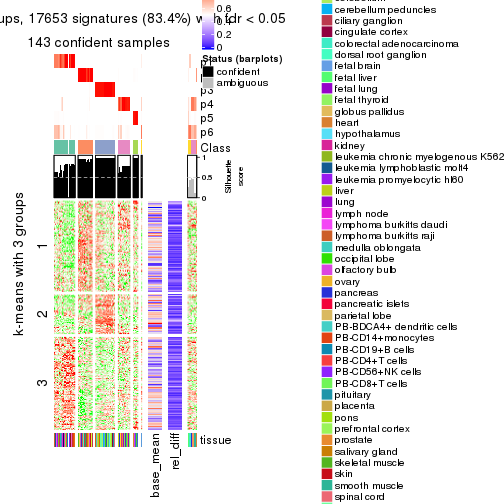 ups, 17653 signatures (83.4%) with fdr < 0.05
143 confident samples
0.6
0.4
0.2
0
Status (barplots)
confident
ambiguous
p4
p5
p6
Class
1
0.5
0
Silhouette
score
k-means with 3 groups
1
2
3
base_mean
rel_diff
tissue
cerebellum peduncles
ciliary ganglion
cingulate cortex
colorectal adenocarcinoma
dorsal root ganglion
fetal brain
fetal liver
fetal lung
fetal thyroid
globus pallidus
heart
hypothalamus
kidney
leukemia chronic myelogenous K562
leukemia lymphoblastic molt4
leukemia promyelocytic hl60
liver
lung
lymph node
lymphoma burkitts daudi
lymphoma burkitts raji
medulla oblongata
occipital lobe
olfactory bulb
ovary
pancreas
pancreatic islets
parietal lobe
PB-BDCA4+ dendritic cells
PB-CD14+monocytes
PB-CD19+B cells
PB-CD4+T cells
PB-CD56+NK cells
PB-CD8+T cells
pituitary
placenta
pons
prefrontal cortex
prostate
salivary gland
skeletal muscle
skin
smooth muscle
spinal cord